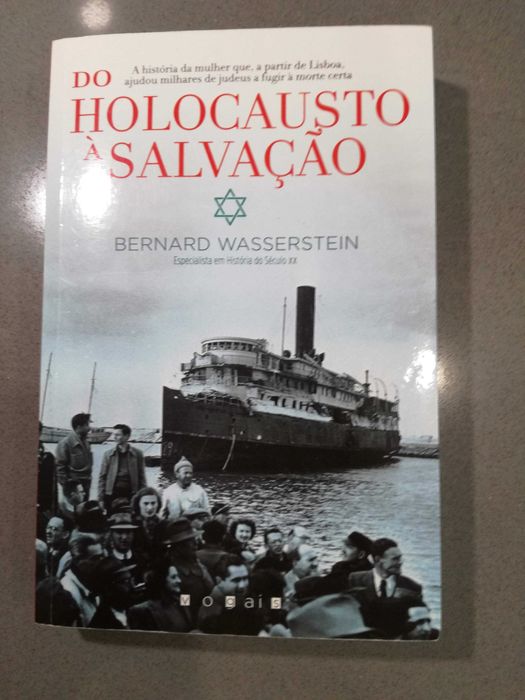 A história da mulher que, a partir de Lisboa,
ajudou milhares de judeus a fugir à morte certa
DO
HOLOCAUSTO
À SALVAÇÃO
BERNARD WASSERSTEIN
Especialista em História do Século XX
vogais